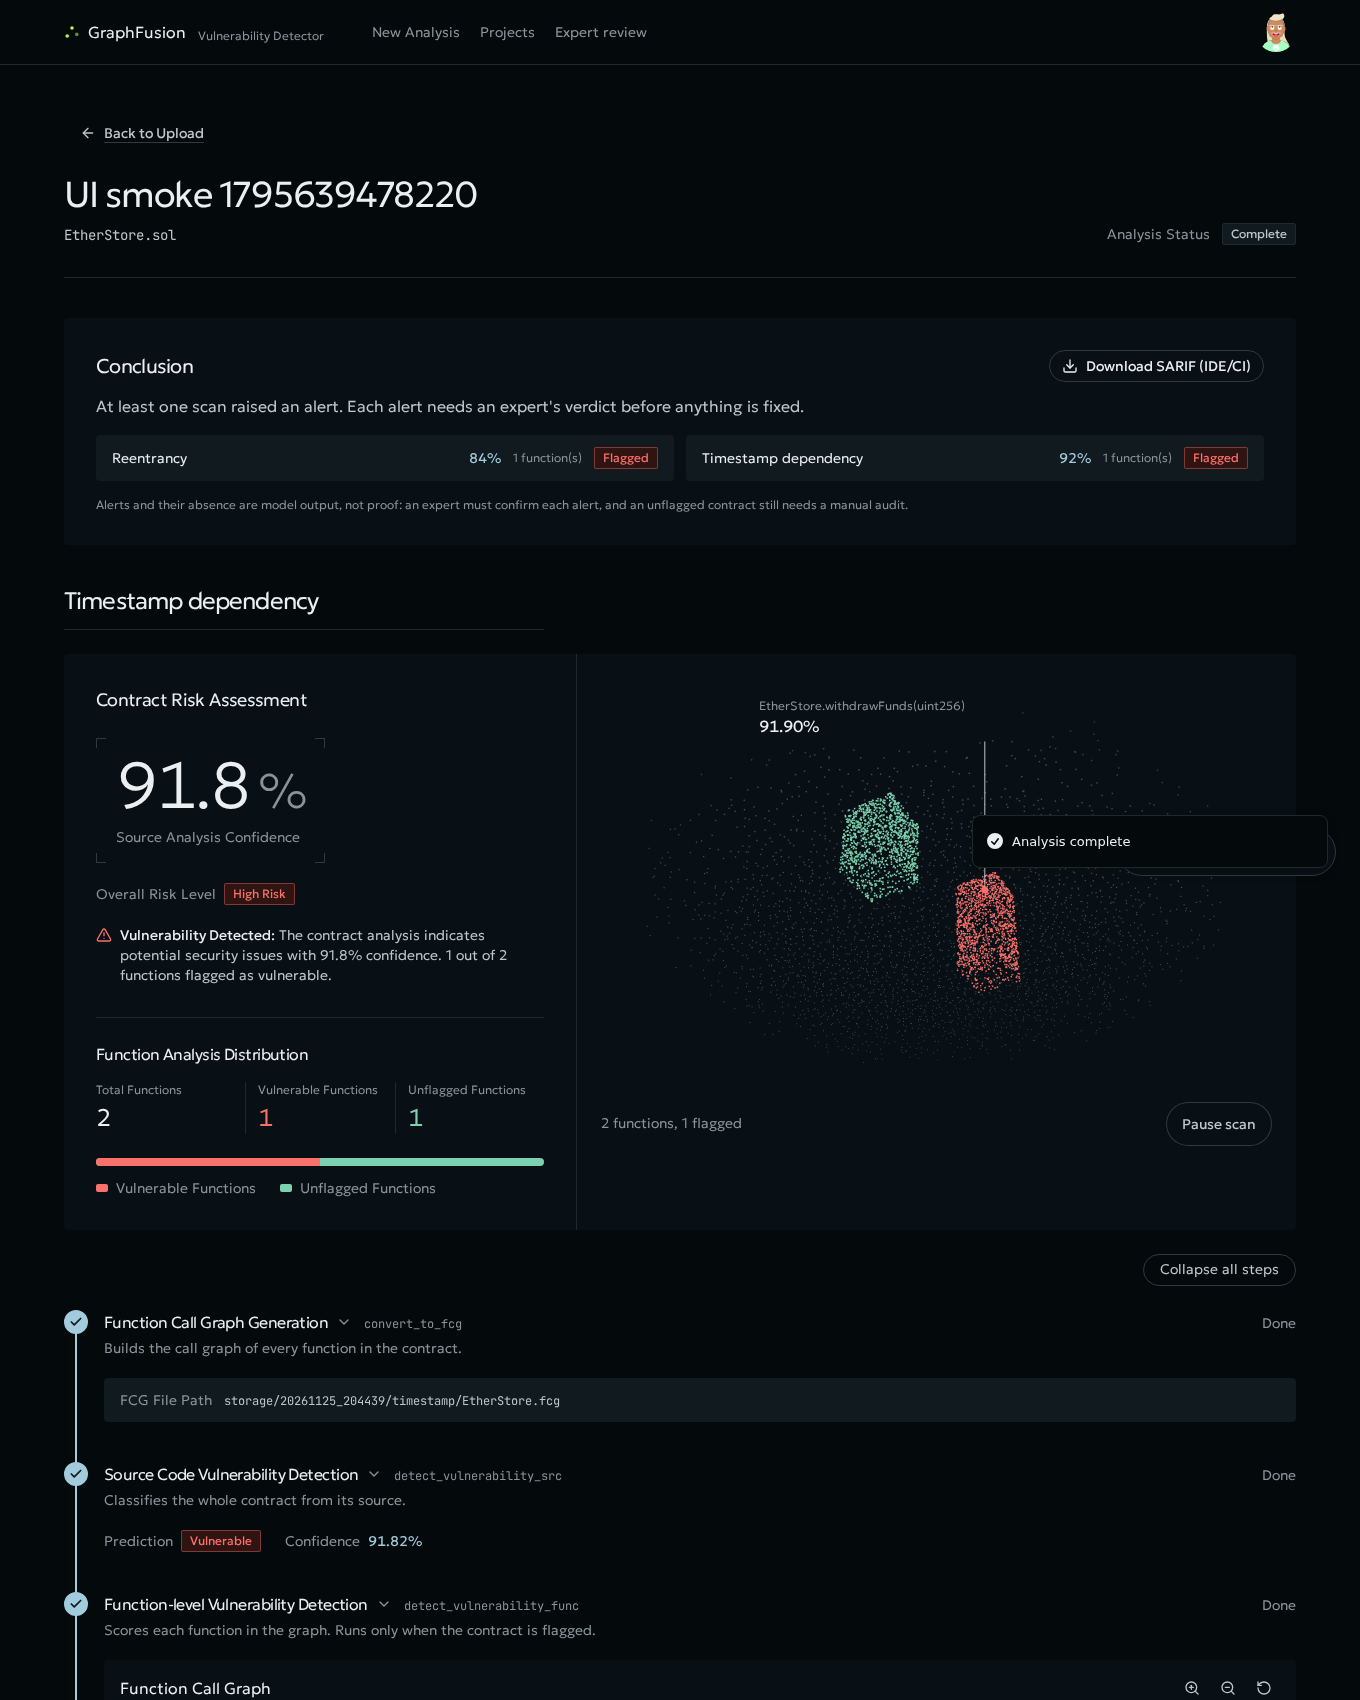 GraphFusion Vulnerability Detector New Analysis Projects Expert review
Back to Upload
UI smoke 1795639478220
EtherStore.sol
Analysis Status Complete
Conclusion
Download SARIF (IDE/CI)
At least one scan raised an alert. Each alert needs an expert's verdict before anything is fixed.
Reentrancy 84% 1 function(s) Flagged
Timestamp dependency 92% 1 function(s) Flagged
Alerts and their absence are model output, not proof: an expert must confirm each alert, and an unflagged contract still needs a manual audit.
Timestamp dependency
Contract Risk Assessment
91.8 %
Source Analysis Confidence
Overall Risk Level High Risk
Vulnerability Detected: The contract analysis indicates
potential security issues with 91.8% confidence. 1 out of 2
functions flagged as vulnerable.
Function Analysis Distribution
Total Functions Vulnerable Functions Unflagged Functions
2 1 1
Vulnerable Functions Unflagged Functions
EtherStore.withdrawFunds(uint256)
91.90%
Analysis complete
2 functions, 1 flagged
Pause scan
Collapse all steps
Function Call Graph Generation convert_to_fcg Done
Builds the call graph of every function in the contract.
FCG File Path storage/20261125_204439/timestamp/EtherStore.fcg
Source Code Vulnerability Detection detect_vulnerability_src Done
Classifies the whole contract from its source.
Prediction Vulnerable Confidence 91.82%
Function-level Vulnerability Detection detect_vulnerability_func Done
Scores each function in the graph. Runs only when the contract is flagged.
Function Call Graph